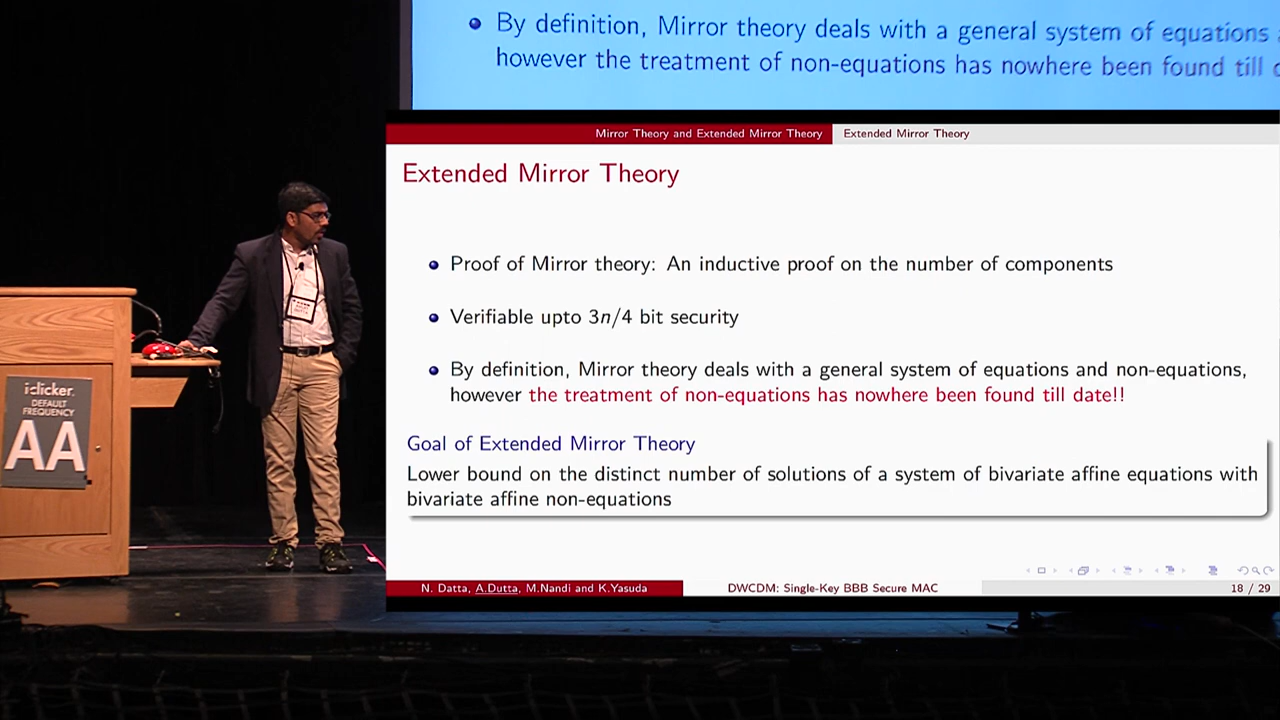 By definition, Mirror theory deals with a general system of equations
however the treatment of non-equations has nowhere been found till
Mirror Theory and Extended Mirror Theory
Extended Mirror Theory
Extended Mirror Theory
Proof of Mirror theory: An inductive proof on the number of components
Verifiable upto 3n/4 bit security
By definition, Mirror theory deals with a general system of equations and non-equations,
however the treatment of non-equations has nowhere been found till date!!
Goal of Extended Mirror Theory
Lower bound on the distinct number of solutions of a system of bivariate affine equations with
bivariate affine non-equations
N. Datta, A.Dutta, M.Nandi and K.Yasuda
DWCDM: Single-Key BBB Secure MAC
18 / 29
iclicker.
DEFAULT
FREQUENCY
AA